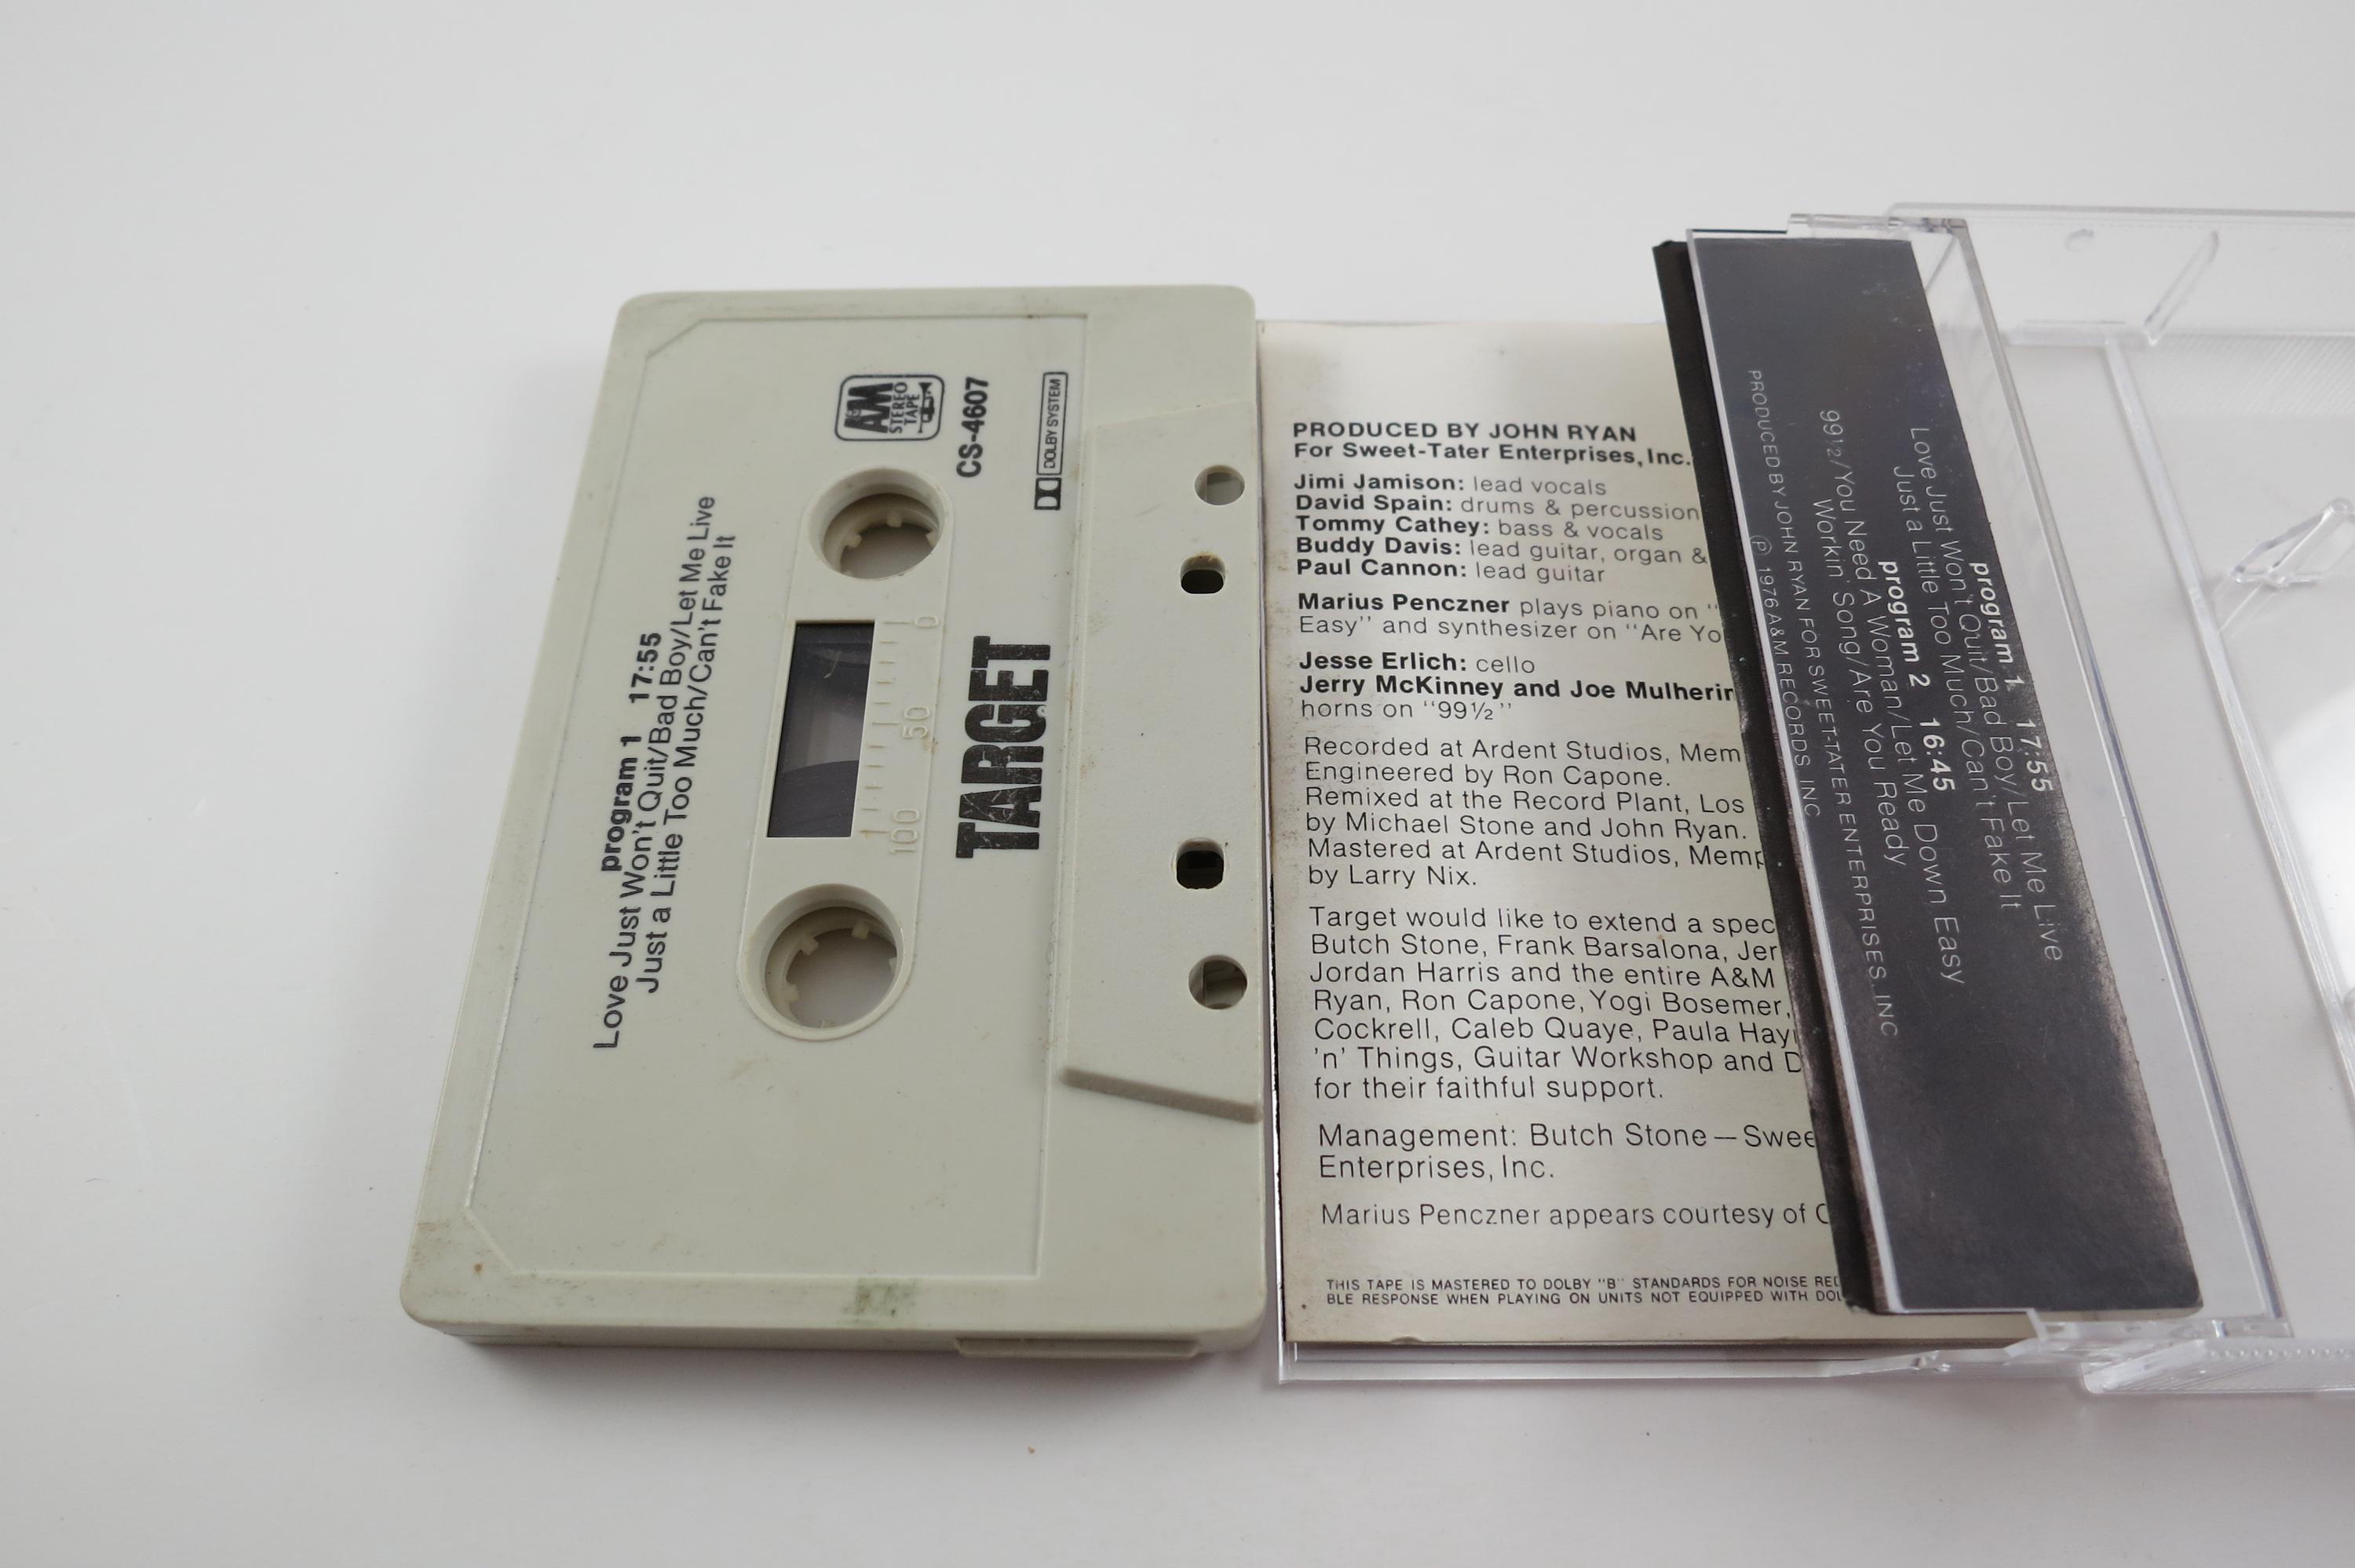 program 1 17:55
Love Just Won't Quit/Bad Boy/Let Me Live
Just a Little Too Much/Can't Fake It
0
50
100
A&M
STEREO
TAPE
CS-4607
DOLBY SYSTEM
TARGET
PRODUCED BY JOHN RYAN
For Sweet-Tater Enterprises, Inc.
Jimi Jamison: lead vocals
David Spain: drums & percussion
Tommy Cathey: bass & vocals
Buddy Davis: lead guitar, organ &
Paul Cannon: lead guitar
Marius Penczner plays piano on "
Easy" and synthesizer on "Are Yo
Jesse Erlich: cello
Jerry McKinney and Joe Mulherin
horns on "99½"
Recorded at Ardent Studios, Mem
Engineered by Ron Capone.
Remixed at the Record Plant, Los
by Michael Stone and John Ryan.
Mastered at Ardent Studios, Memp
by Larry Nix.
Target would like to extend a spec
Butch Stone, Frank Barsalona, Jer
Jordan Harris and the entire A&M
Ryan, Ron Capone, Yogi Bosemer,
Cockrell, Caleb Quaye, Paula Hay
'n' Things, Guitar Workshop and D
for their faithful support.
Management: Butch Stone — Swee
Enterprises, Inc.
Marius Penczner appears courtesy of C
THIS TAPE IS MASTERED TO DOLBY "B" STANDARDS FOR NOISE RED
BLE RESPONSE WHEN PLAYING ON UNITS NOT EQUIPPED WITH DOL
program 1 17:55
Love Just Won't Quit/Bad Boy/Let Me Live
Just a Little Too Much/Can't Fake It
program 2 16:45
99½/You Need A Woman/Let Me Down Easy
Workin' Song/Are You Ready
PRODUCED BY JOHN RYAN FOR SWEET-TATER ENTERPRISES, INC
℗ 1976 A&M RECORDS, INC